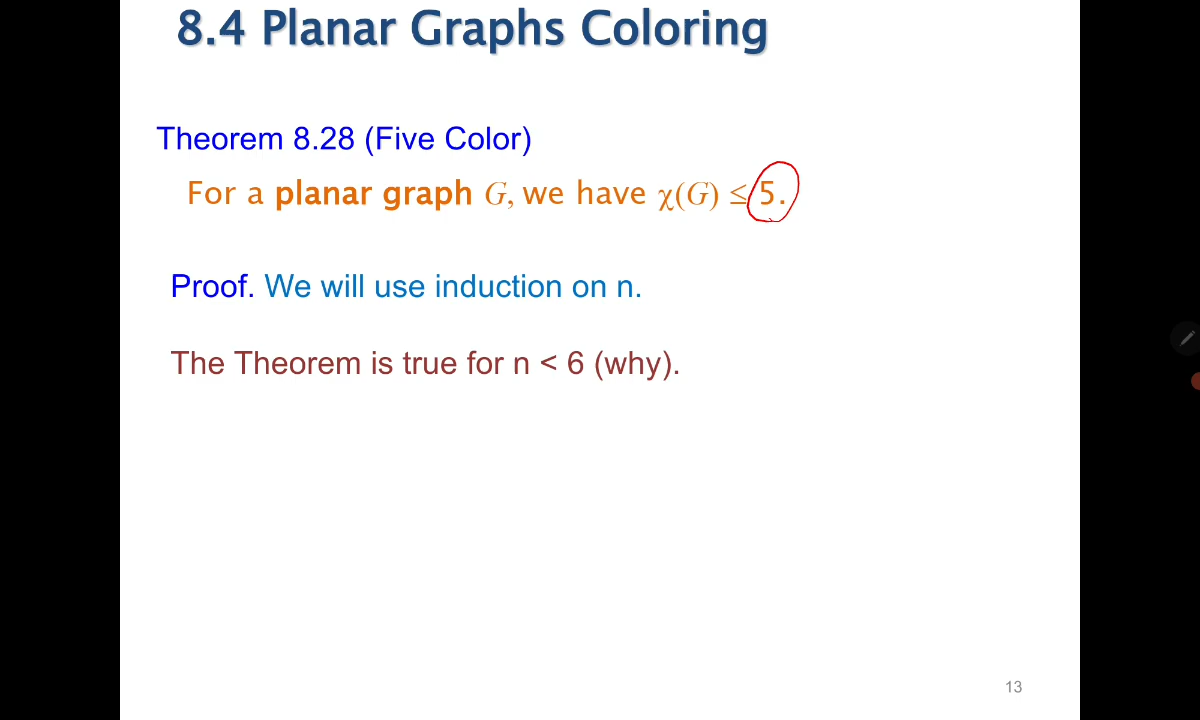 8.4 Planar Graphs Coloring
Theorem 8.28 (Five Color)
For a planar graph G, we have χ(G) ≤ 5.
Proof. We will use induction on n.
The Theorem is true for n < 6 (why).
13